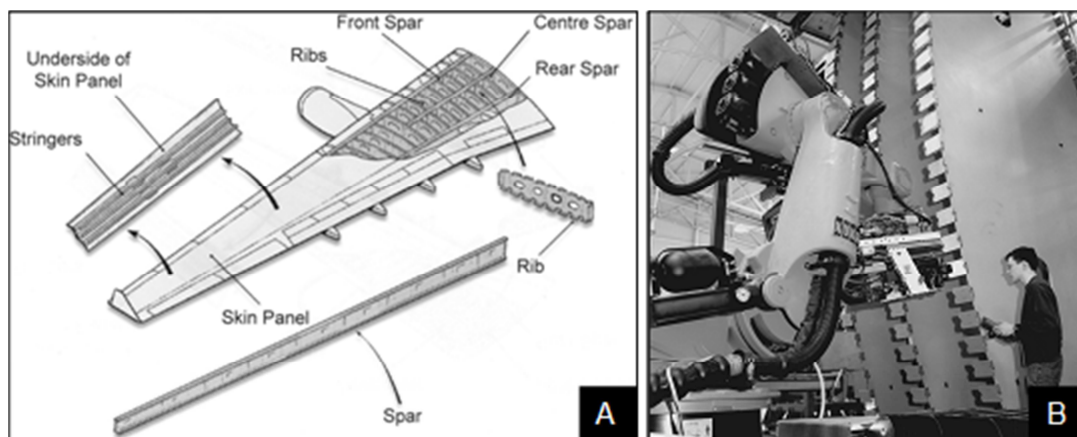 Front Spar
Centre Spar
Ribs
Rear Spar
Underside of
Skin Panel
Stringers
Rib
Skin Panel
Spar
A
B